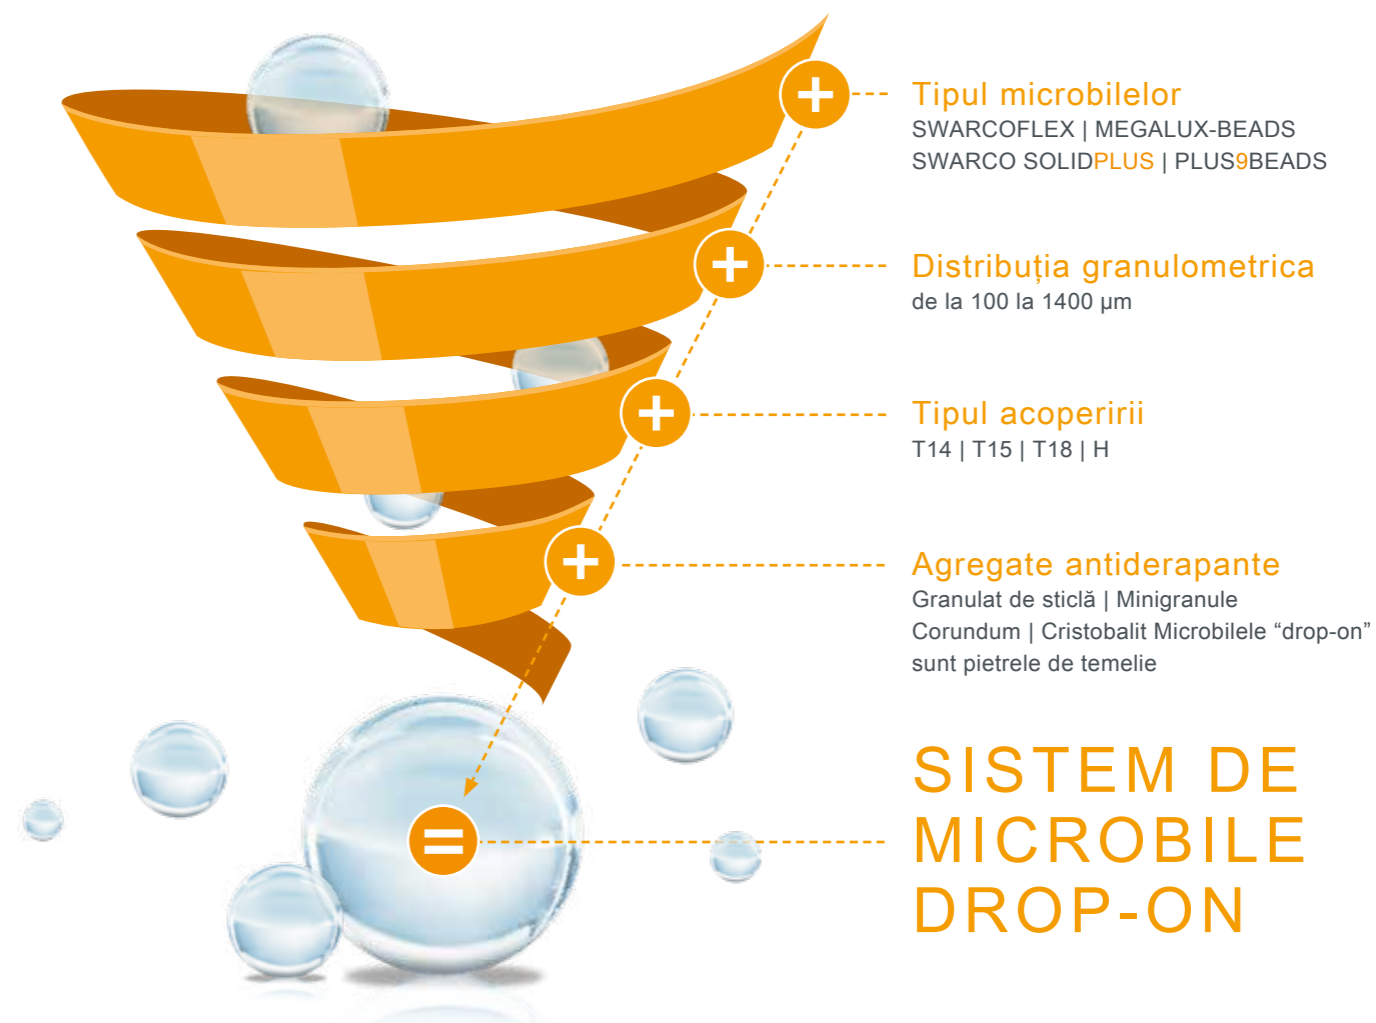 Tipul microbilelor
SWARCOFLEX | MEGALUX-BEADS
SWARCO SOLIDPLUS | PLUS9BEADS
Distribuția granulometrica
de la 100 la 1400 µm
Tipul acoperirii
T14 | T15 | T18 | H
Agregate antiderapante
Granulat de sticlă | Minigranule
Corundum | Cristobalit Microbilele “drop-on”
sunt pietrele de temelie
SISTEM DE
MICROBILE
DROP-ON